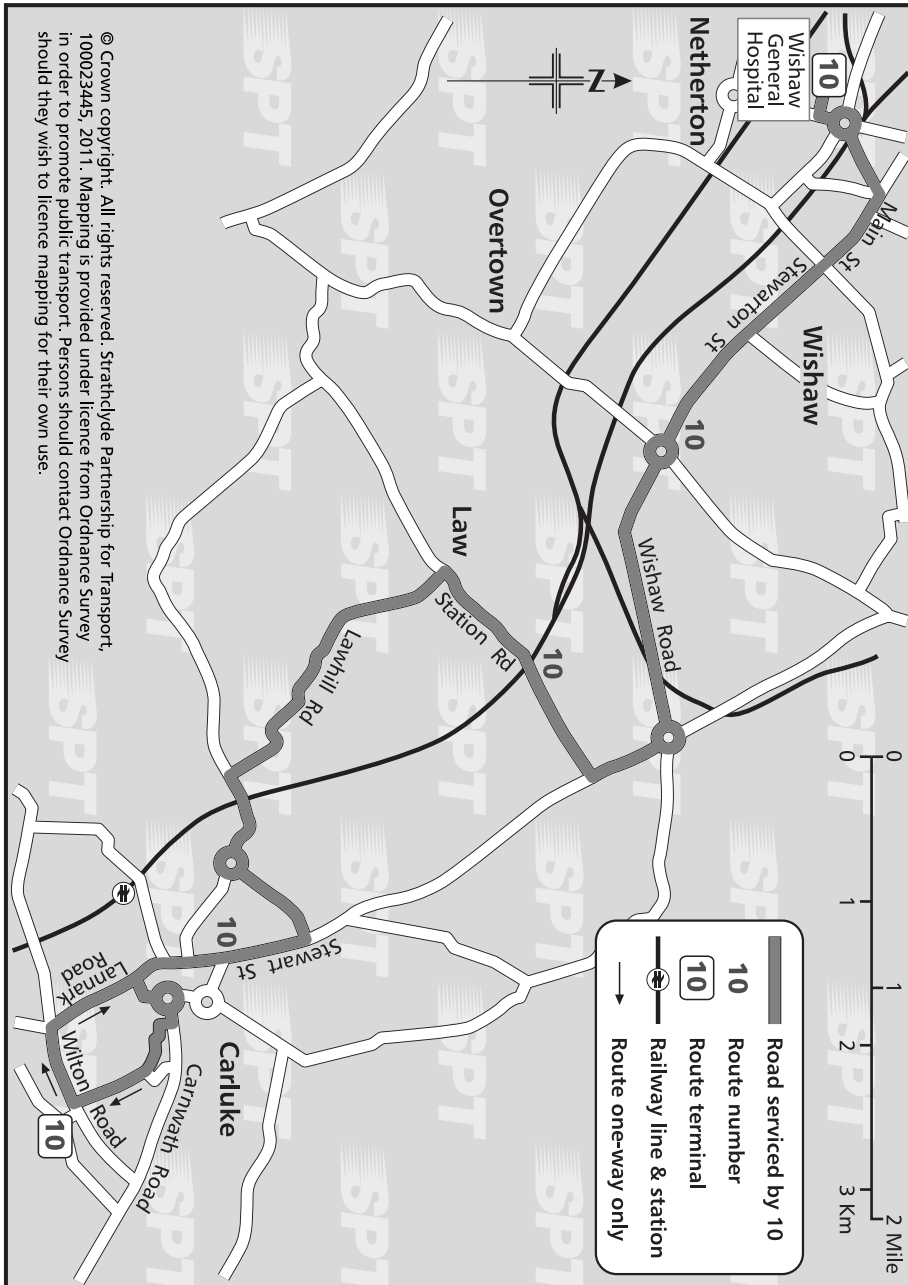 Wishaw
General
Hospital
10
Netherton
N
Overtown
Main St
Stewarton St
Wishaw
10
Wishaw Road
Law
Station Rd
10
Lawhill Rd
10
Stewart St
Lannark
Road
Wilton Road
Carluke
Carnwath Road
10
0 1 2 Mile
0 1 2 3 Km
Road serviced by 10
10 Route number
10 Route terminal
Railway line & station
Route one-way only
© Crown copyright. All rights reserved. Strathclyde Partnership for Transport,
100023445, 2011. Mapping is provided under licence from Ordnance Survey
in order to promote public transport. Persons should contact Ordnance Survey
should they wish to licence mapping for their own use.
SPT